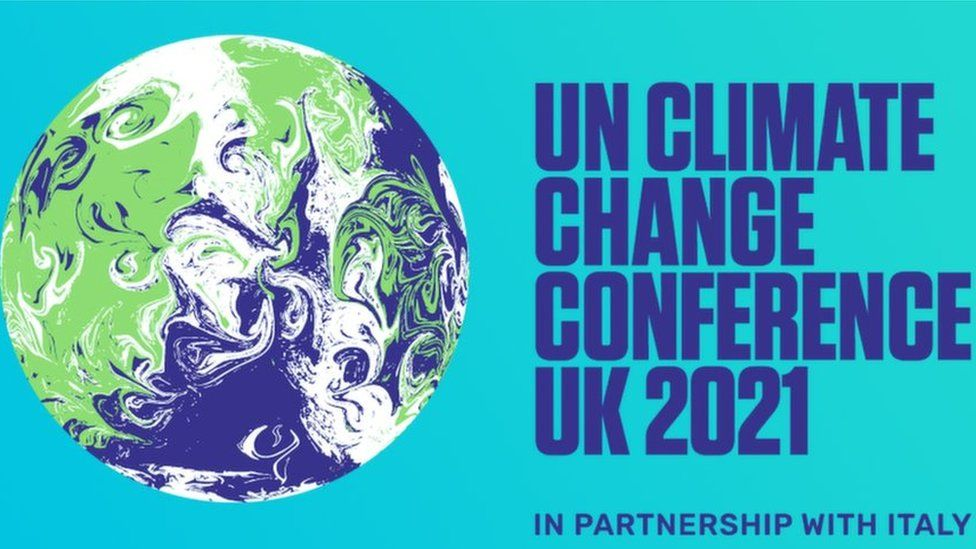 UN CLIMATE
CHANGE
CONFERENCE
UK 2021
IN PARTNERSHIP WITH ITALY